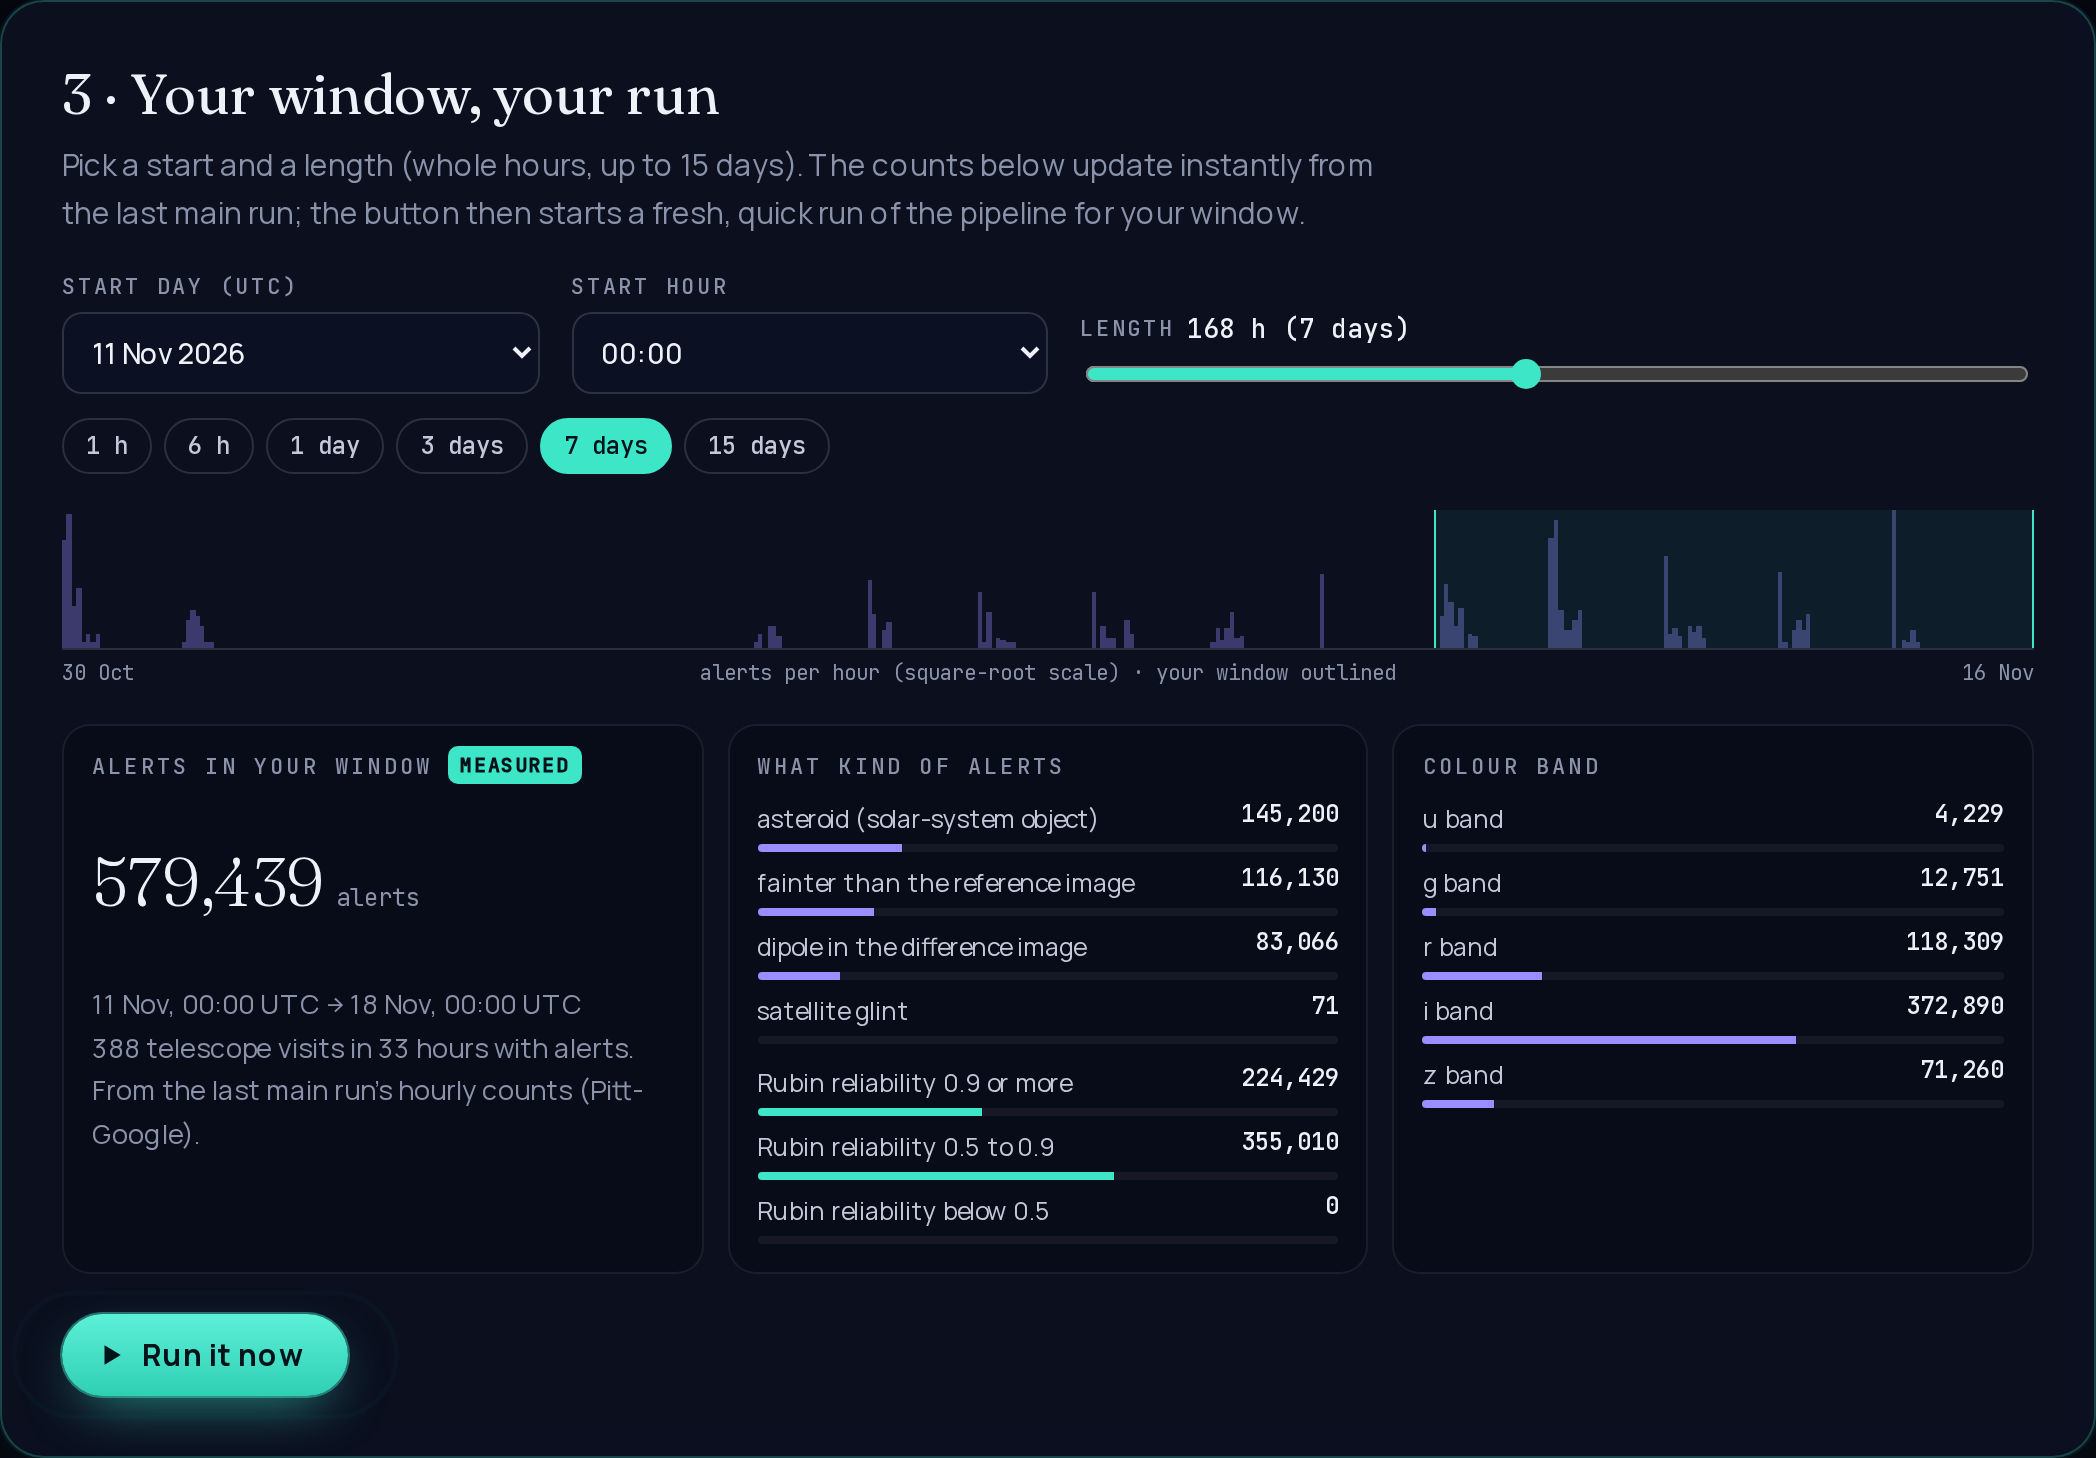 3 · Your window, your run
Pick a start and a length (whole hours, up to 15 days). The counts below update instantly from
the last main run; the button then starts a fresh, quick run of the pipeline for your window.
START DAY (UTC)
START HOUR
LENGTH 168 h (7 days)
11 Nov 2026
00:00
1 h
6 h
1 day
3 days
7 days
15 days
30 Oct
alerts per hour (square-root scale) · your window outlined
16 Nov
ALERTS IN YOUR WINDOW MEASURED
579,439 alerts
11 Nov, 00:00 UTC → 18 Nov, 00:00 UTC
388 telescope visits in 33 hours with alerts.
From the last main run's hourly counts (Pitt-
Google).
WHAT KIND OF ALERTS
asteroid (solar-system object) 145,200
fainter than the reference image 116,130
dipole in the difference image 83,066
satellite glint 71
Rubin reliability 0.9 or more 224,429
Rubin reliability 0.5 to 0.9 355,010
Rubin reliability below 0.5 0
COLOUR BAND
u band 4,229
g band 12,751
r band 118,309
i band 372,890
z band 71,260
▶ Run it now